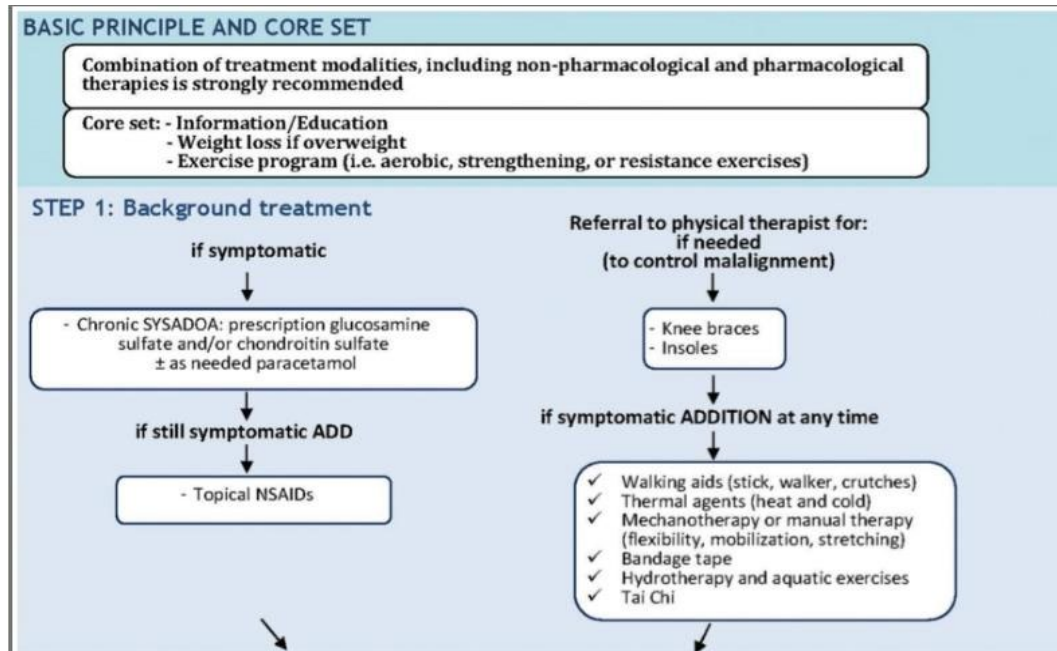 BASIC PRINCIPLE AND CORE SET
Combination of treatment modalities, including non-pharmacological and pharmacological
therapies is strongly recommended
Core set: - Information/Education
- Weight loss if overweight
- Exercise program (i.e. aerobic, strengthening, or resistance exercises)
STEP 1: Background treatment
if symptomatic
- Chronic SYSADOA: prescription glucosamine
sulfate and/or chondroitin sulfate
± as needed paracetamol
if still symptomatic ADD
- Topical NSAIDs
Referral to physical therapist for:
if needed
(to control malalignment)
- Knee braces
- Insoles
if symptomatic ADDITION at any time
✓ Walking aids (stick, walker, crutches)
✓ Thermal agents (heat and cold)
✓ Mechanotherapy or manual therapy
(flexibility, mobilization, stretching)
✓ Bandage tape
✓ Hydrotherapy and aquatic exercises
✓ Tai Chi